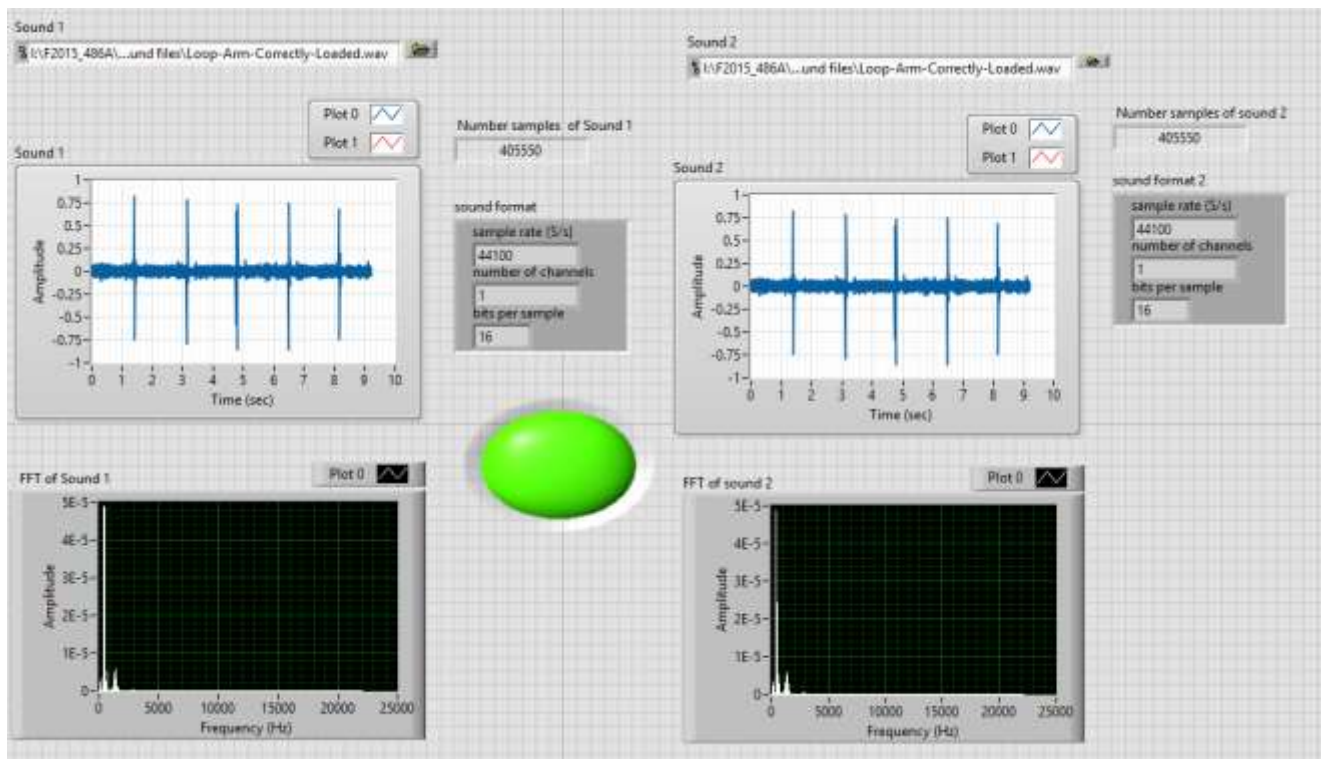 Sound 1
I:\F2015_486A\...und files\Loop-Arm-Correctly-Loaded.wav
Plot 0
Plot 1
Number samples of Sound 1
405550
Sound 1
1
0.75
0.5
0.25
0
-0.25
-0.5
-0.75
-1
Amplitude
0 1 2 3 4 5 6 7 8 9 10
Time (sec)
sound format
sample rate (S/s)
44100
number of channels
1
bits per sample
16
Sound 2
I:\F2015_486A\...und files\Loop-Arm-Correctly-Loaded.wav
Plot 0
Plot 1
Number samples of sound 2
405550
Sound 2
1
0.75
0.5
0.25
0
-0.25
-0.5
-0.75
-1
Amplitude
0 1 2 3 4 5 6 7 8 9 10
Time (sec)
sound format 2
sample rate (S/s)
44100
number of channels
1
bits per sample
16
FFT of Sound 1
Plot 0
5E-5
4E-5
3E-5
2E-5
1E-5
0
Amplitude
0 5000 10000 15000 20000 25000
Frequency (Hz)
FFT of sound 2
Plot 0
5E-5
4E-5
3E-5
2E-5
1E-5
0
Amplitude
0 5000 10000 15000 20000 25000
Frequency (Hz)